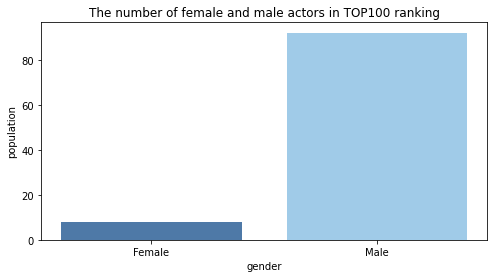 The number of female and male actors in TOP100 ranking
80
60
40
20
0
population
Female
Male
gender